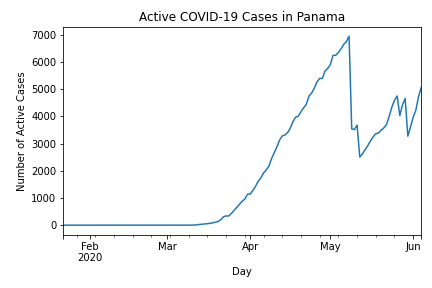 Active COVID-19 Cases in Panama
Number of Active Cases
7000
6000
5000
4000
3000
2000
1000
0
Feb Mar Apr May Jun
2020
Day